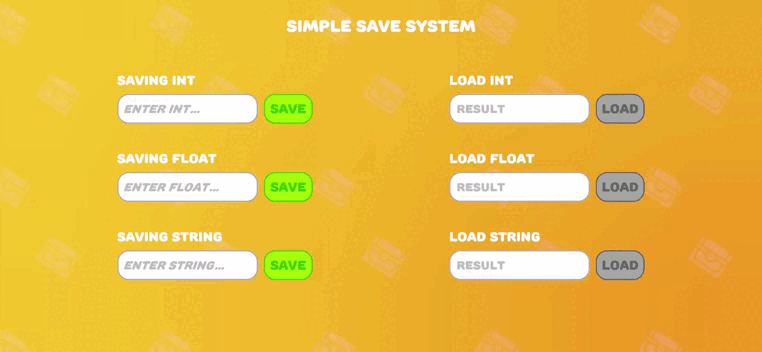 SIMPLE SAVE SYSTEM
SAVING INT
ENTER INT...
SAVE
LOAD INT
RESULT
LOAD
SAVING FLOAT
ENTER FLOAT...
SAVE
LOAD FLOAT
RESULT
LOAD
SAVING STRING
ENTER STRING...
SAVE
LOAD STRING
RESULT
LOAD